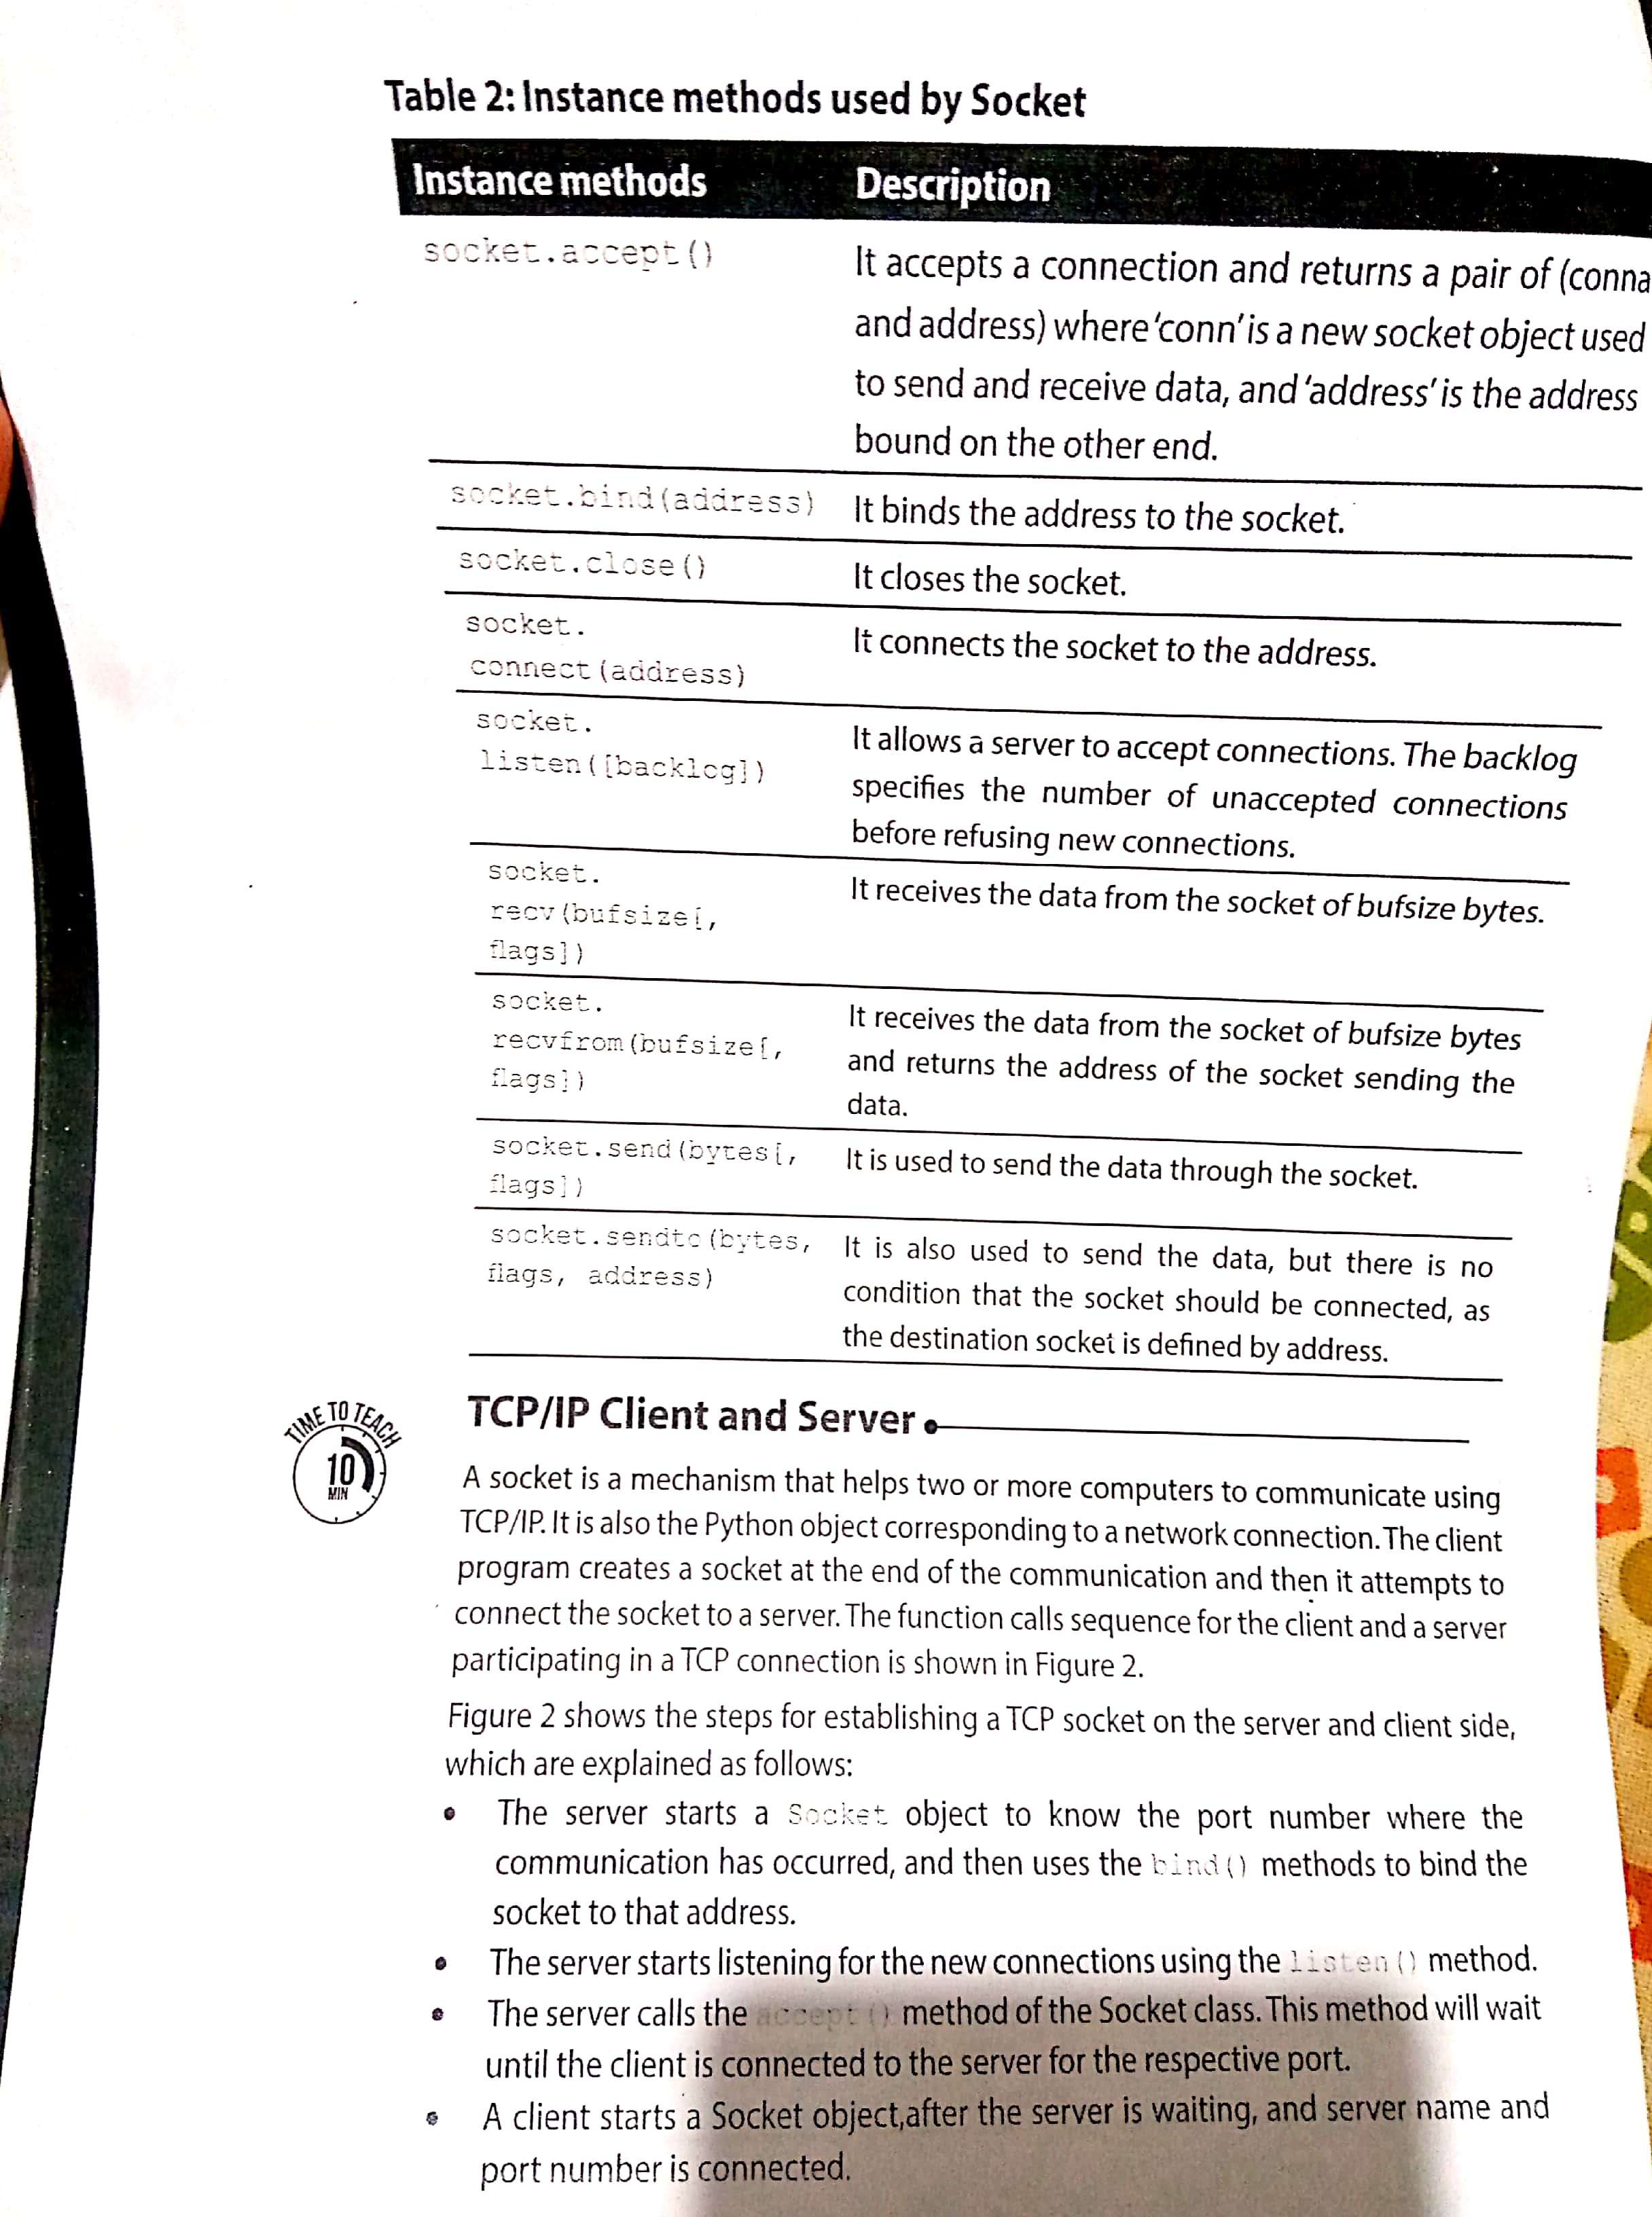 Table 2: Instance methods used by Socket
Instance methods Description
socket.accept() It accepts a connection and returns a pair of (conna
and address) where 'conn' is a new socket object used
to send and receive data, and 'address' is the address
bound on the other end.
socket.bind(address) It binds the address to the socket.
socket.close() It closes the socket.
socket. It connects the socket to the address.
connect(address)
socket. It allows a server to accept connections. The backlog
listen([backlog]) specifies the number of unaccepted connections
before refusing new connections.
socket. It receives the data from the socket of bufsize bytes.
recv(bufsize[,
flags])
socket. It receives the data from the socket of bufsize bytes
recvfrom(bufsize[, and returns the address of the socket sending the
flags]) data.
socket.send(bytes[, It is used to send the data through the socket.
flags])
socket.sendto(bytes, It is also used to send the data, but there is no
flags, address) condition that the socket should be connected, as
the destination socket is defined by address.
TIME TO TEACH
10
MIN
TCP/IP Client and Server
A socket is a mechanism that helps two or more computers to communicate using
TCP/IP. It is also the Python object corresponding to a network connection. The client
program creates a socket at the end of the communication and then it attempts to
connect the socket to a server. The function calls sequence for the client and a server
participating in a TCP connection is shown in Figure 2.
Figure 2 shows the steps for establishing a TCP socket on the server and client side,
which are explained as follows:
• The server starts a Socket object to know the port number where the
communication has occurred, and then uses the bind() methods to bind the
socket to that address.
• The server starts listening for the new connections using the listen() method.
• The server calls the accept() method of the Socket class. This method will wait
until the client is connected to the server for the respective port.
• A client starts a Socket object,after the server is waiting, and server name and
port number is connected.